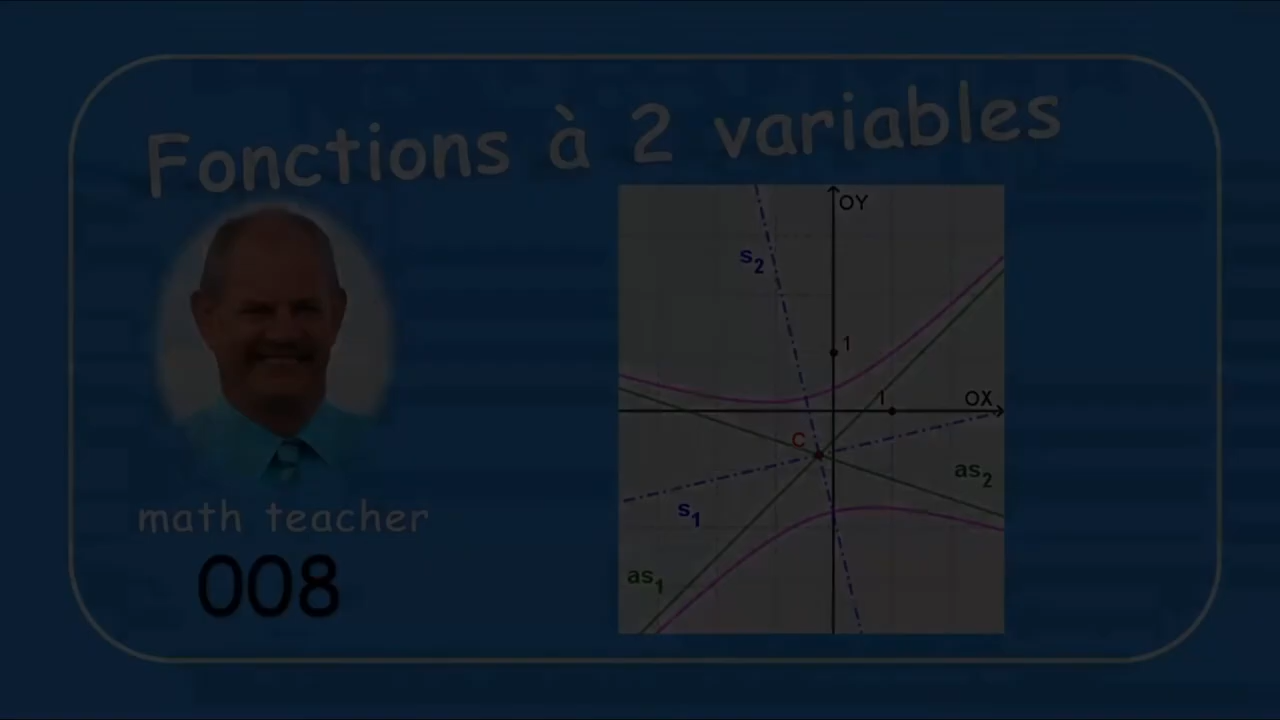 Fonctions à 2 variables
OY
s2
1
1
OX
C
as2
s1
as1
math teacher
008